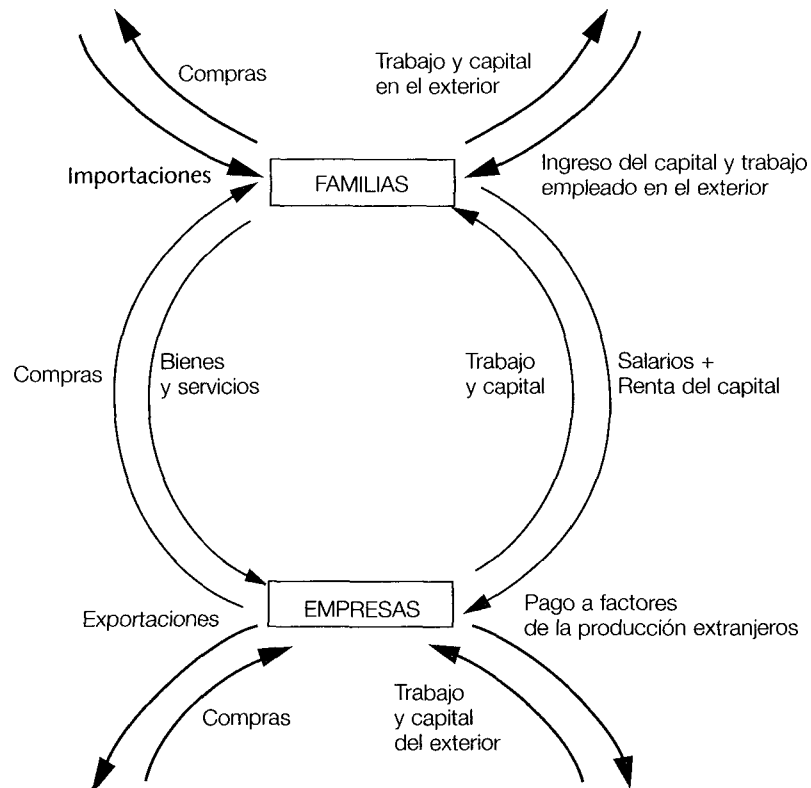 Compras
Trabajo y capital
en el exterior
Importaciones
FAMILIAS
Ingreso del capital y trabajo
empleado en el exterior
Compras
Bienes
y servicios
Trabajo
y capital
Salarios +
Renta del capital
Exportaciones
EMPRESAS
Pago a factores
de la producción extranjeros
Compras
Trabajo
y capital
del exterior